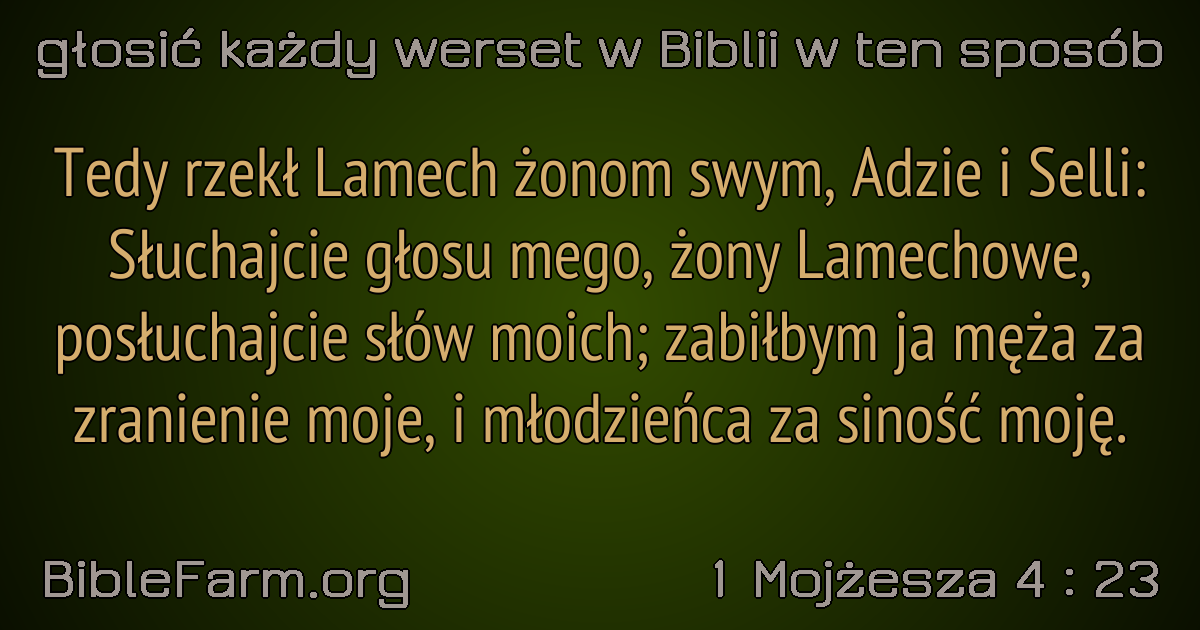 głosić każdy werset w Biblii w ten sposób
Tedy rzekł Lamech żonom swym, Adzie i Selli:
Słuchajcie głosu mego, żony Lamechowe,
posłuchajcie słów moich; zabiłbym ja męża za
zranienie moje, i młodzieńca za siność moję.
BibleFarm.org
1 Mojżesza 4 : 23